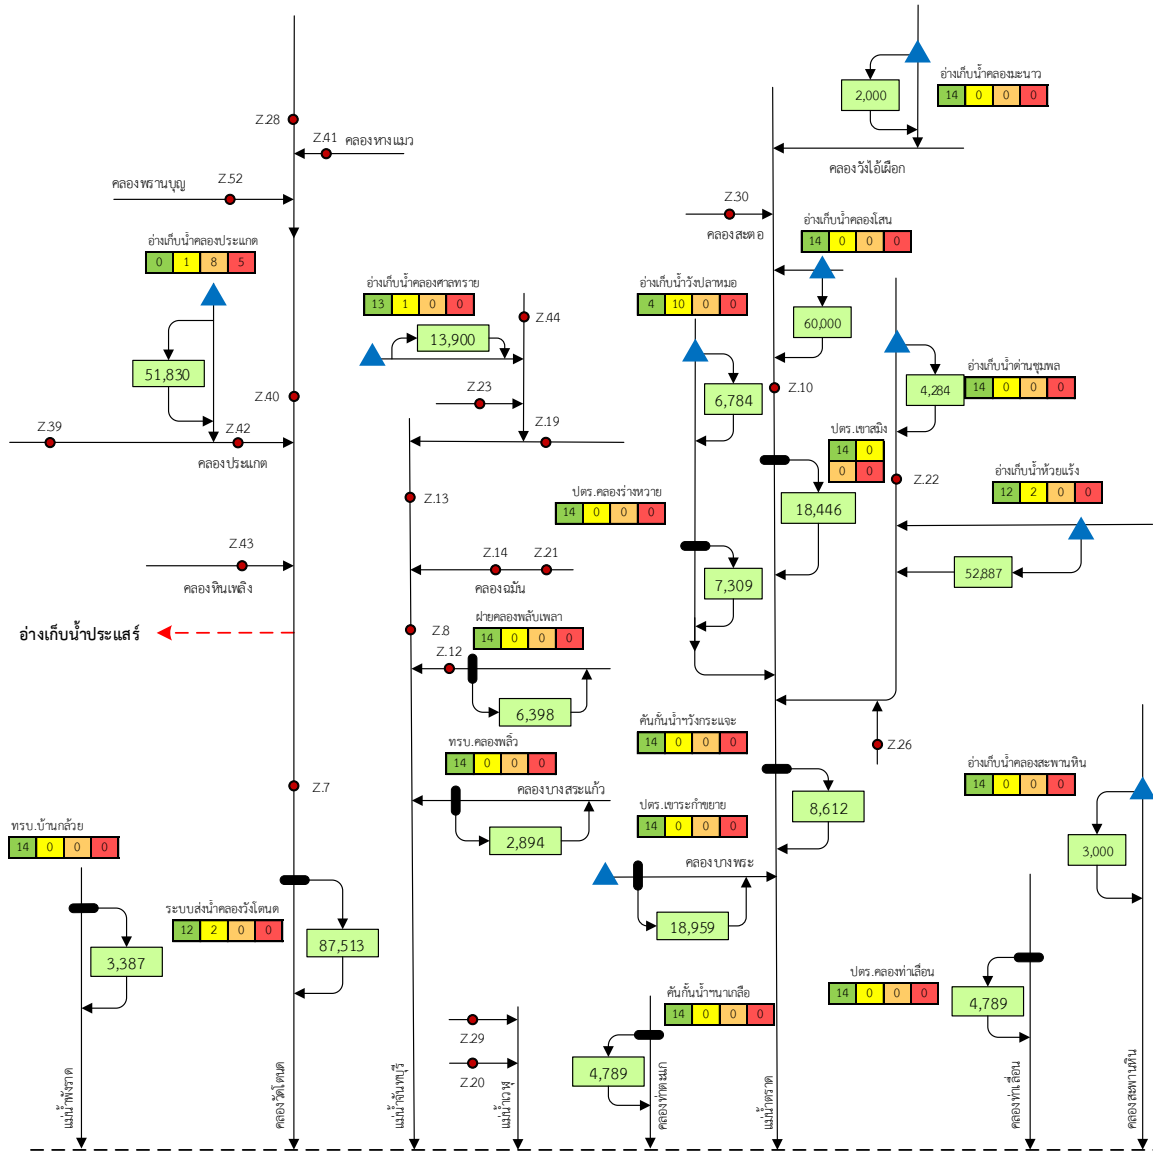 อ่างเก็บน้ำคลองมะนาว
2,000
14 0 0 0
Z.28
Z.41 คลองหางแมว
คลองวังไอ้เผือก
คลองพรานบุญ
Z.52
Z.30
คลองสะตอ
อ่างเก็บน้ำคลองโสน
14 0 0 0
60,000
อ่างเก็บน้ำคลองประแกด
0 1 8 5
51,830
อ่างเก็บน้ำคลองศาลทราย
13 1 0 0
13,900
Z.44
อ่างเก็บน้ำวังปลาหมอ
4 10 0 0
6,784
Z.10
อ่างเก็บน้ำด่านชุมพล
14 0 0 0
4,284
Z.40
Z.23
Z.39
Z.42
คลองประแกต
Z.19
ปตร.เขาสมิง
14 0
0 0
18,446
Z.22
อ่างเก็บน้ำห้วยแร้ง
12 2 0 0
52,887
Z.13
ปตร.คลองร่างหวาย
14 0 0 0
7,309
Z.43
คลองหินเพลิง
Z.14 Z.21
คลองฉมัน
อ่างเก็บน้ำประแสร์
Z.8
ฝายคลองพลับเพลา
14 0 0 0
Z.12
6,398
ทรบ.คลองพลิ้ว
14 0 0 0
คลองบางสระแก้ว
2,894
คันกั้นน้ำฯวังกระแจะ
14 0 0 0
Z.26
8,612
อ่างเก็บน้ำคลองสะพานหิน
14 0 0 0
3,000
Z.7
ปตร.เขาระกำขยาย
14 0 0 0
คลองบางพระ
18,959
ทรบ.บ้านกล้วย
14 0 0 0
3,387
ระบบส่งน้ำคลองวังโตนด
12 2 0 0
87,513
ปตร.คลองท่าเลื่อน
14 0 0 0
4,789
คันกั้นน้ำฯนาเกลือ
14 0 0 0
4,789
Z.29
Z.20
แม่น้ำพังราด
คลองวัดโตนด
แม่น้ำจันทบุรี
แม่น้ำเวฬุ
คลองท่าตะแก
แม่น้ำตราด
คลองท่าเลื่อน
คลองสะพานหิน